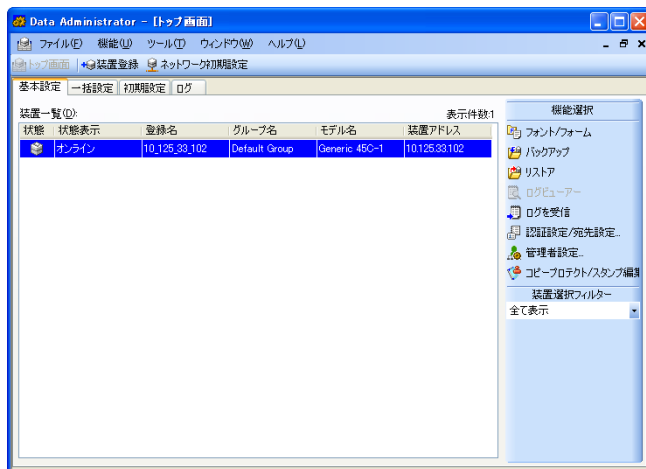 Data Administrator - [トップ画面]
ファイル(F) 機能(U) ツール(T) ウィンドウ(W) ヘルプ(L)
トップ画面 装置登録 ネットワーク初期設定
基本設定 一括設定 初期設定 ログ
装置一覧(D): 表示件数:1
状態 状態表示 登録名 グループ名 モデル名 装置アドレス
オンライン 10_125_33_102 Default Group Generic 45C-1 10.125.33.102
機能選択
フォント/フォーム
バックアップ
リストア
ログビューアー
ログを受信
認証設定/宛先設定...
管理者設定...
コピープロテクト/スタンプ編集
装置選択フィルター
全て表示